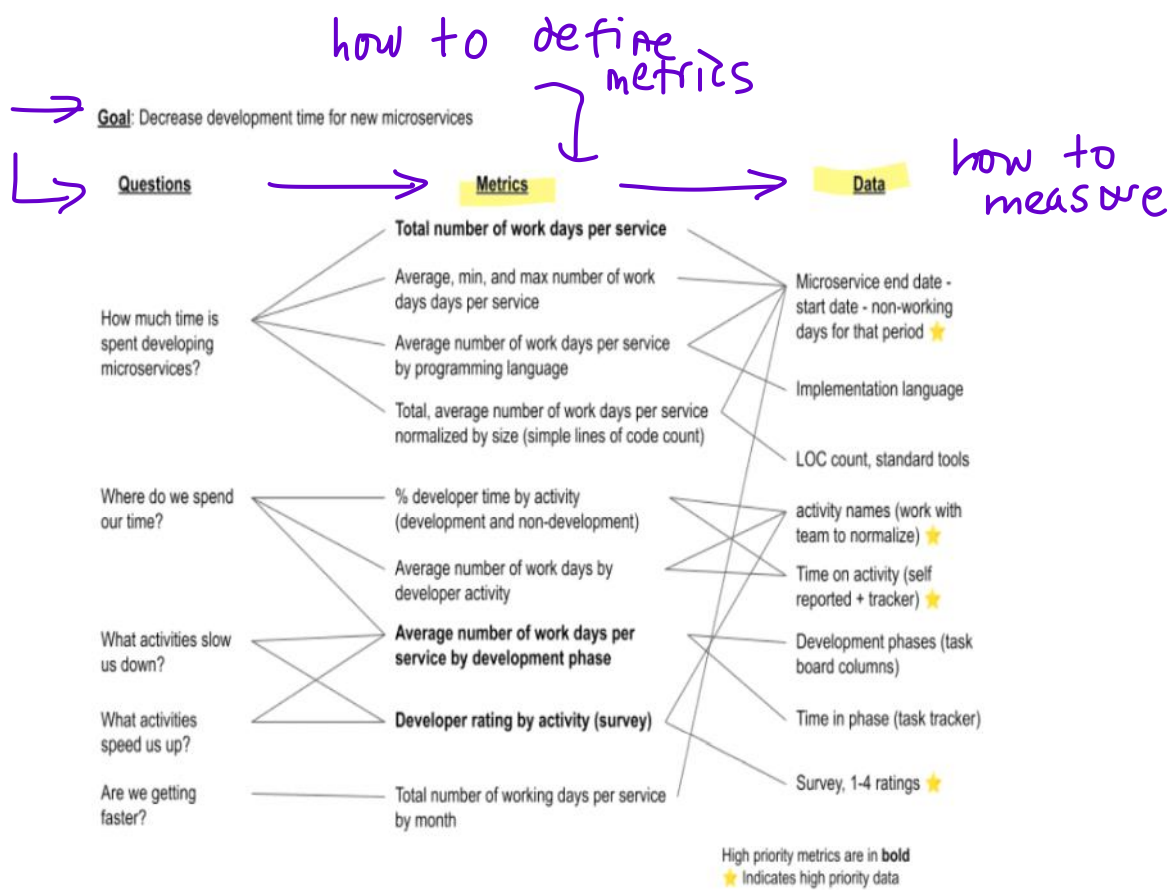 how to define
metrics
Goal: Decrease development time for new microservices
how to
measure
Questions
Metrics
Data
How much time is
spent developing
microservices?
Where do we spend
our time?
What activities slow
us down?
What activities
speed us up?
Are we getting
faster?
Total number of work days per service
Average, min, and max number of work
days days per service
Average number of work days per service
by programming language
Total, average number of work days per service
normalized by size (simple lines of code count)
% developer time by activity
(development and non-development)
Average number of work days by
developer activity
Average number of work days per
service by development phase
Developer rating by activity (survey)
Total number of working days per service
by month
Microservice end date -
start date - non-working
days for that period ⭐
Implementation language
LOC count, standard tools
activity names (work with
team to normalize) ⭐
Time on activity (self
reported + tracker) ⭐
Development phases (task
board columns)
Time in phase (task tracker)
Survey, 1-4 ratings ⭐
High priority metrics are in bold
⭐ Indicates high priority data